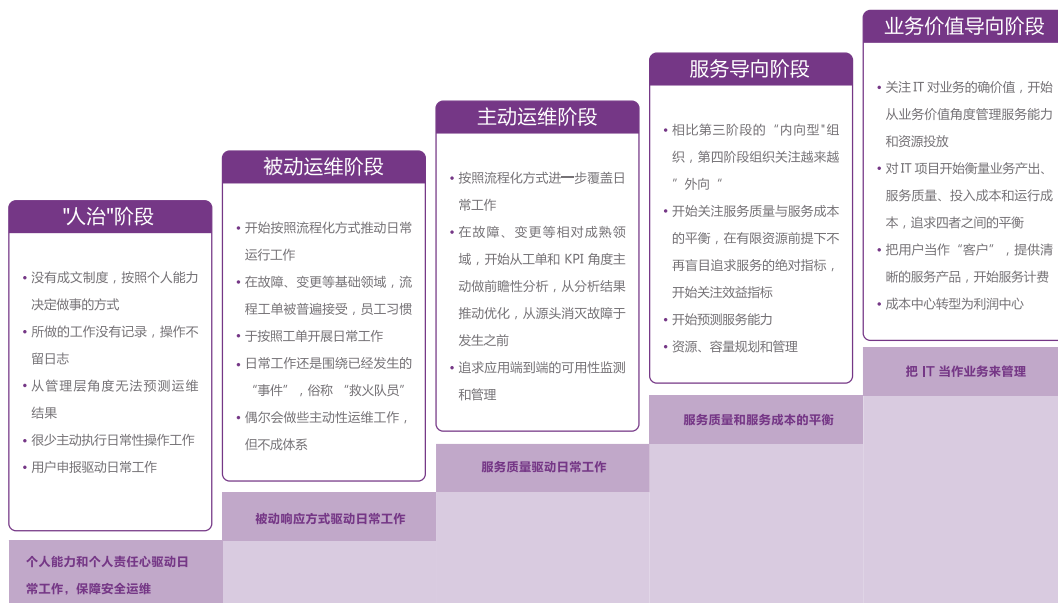 "人治"阶段
• 没有成文制度，按照个人能力
决定做事的方式
• 所做的工作没有记录，操作不
留日志
• 从管理层角度无法预测运维
结果
• 很少主动执行日常性操作工作
• 用户申报驱动日常工作
个人能力和个人责任心驱动日
常工作，保障安全运维
被动运维阶段
• 开始按照流程化方式推动日常
运行工作
• 在故障、变更等基础领域，流
程工单被普遍接受，员工习惯
• 于按照工单开展日常工作
• 日常工作还是围绕已经发生的
“事件”，俗称 “救火队员”
• 偶尔会做些主动性运维工作，
但不成体系
被动响应方式驱动日常工作
主动运维阶段
• 按照流程化方式进一步覆盖日
常工作
• 在故障、变更等相对成熟领
域，开始从工单和 KPI 角度主
动做前瞻性分析，从分析结果
推动优化，从源头消灭故障于
发生之前
• 追求应用端到端的可用性监测
和管理
服务质量驱动日常工作
服务导向阶段
• 相比第三阶段的 “内向型"组
织，第四阶段组织关注越来越
” 外向 “
• 开始关注服务质量与服务成本
的平衡，在有限资源前提下不
再盲目追求服务的绝对指标，
开始关注效益指标
• 开始预测服务能力
• 资源、容量规划和管理
服务质量和服务成本的平衡
业务价值导向阶段
• 关注 IT 对业务的确价值，开始
从业务价值角度管理服务能力
和资源投放
• 对 IT 项目开始衡量业务产出、
服务质量、投入成本和运行成
本，追求四者之间的平衡
• 把用户当作“客户”，提供清
晰的服务产品，开始服务计费
• 成本中心转型为利润中心
把 IT 当作业务来管理